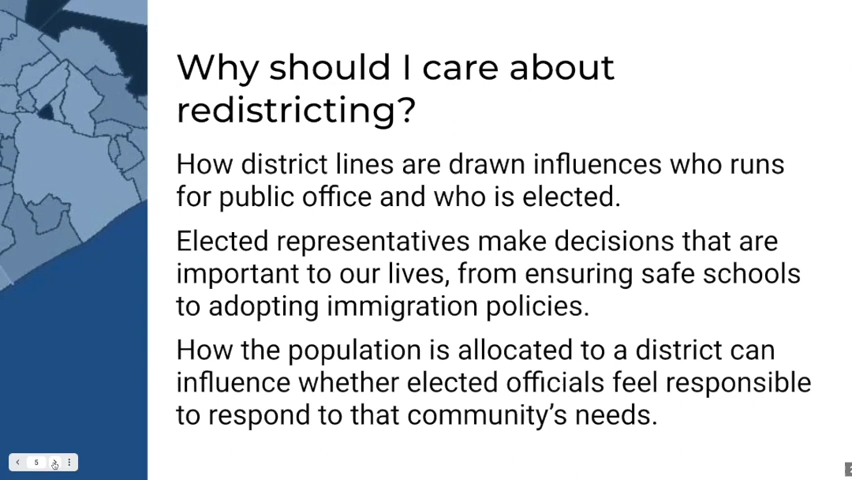 Why should I care about
redistricting?
How district lines are drawn influences who runs
for public office and who is elected.
Elected representatives make decisions that are
important to our lives, from ensuring safe schools
to adopting immigration policies.
How the population is allocated to a district can
influence whether elected officials feel responsible
to respond to that community’s needs.
5